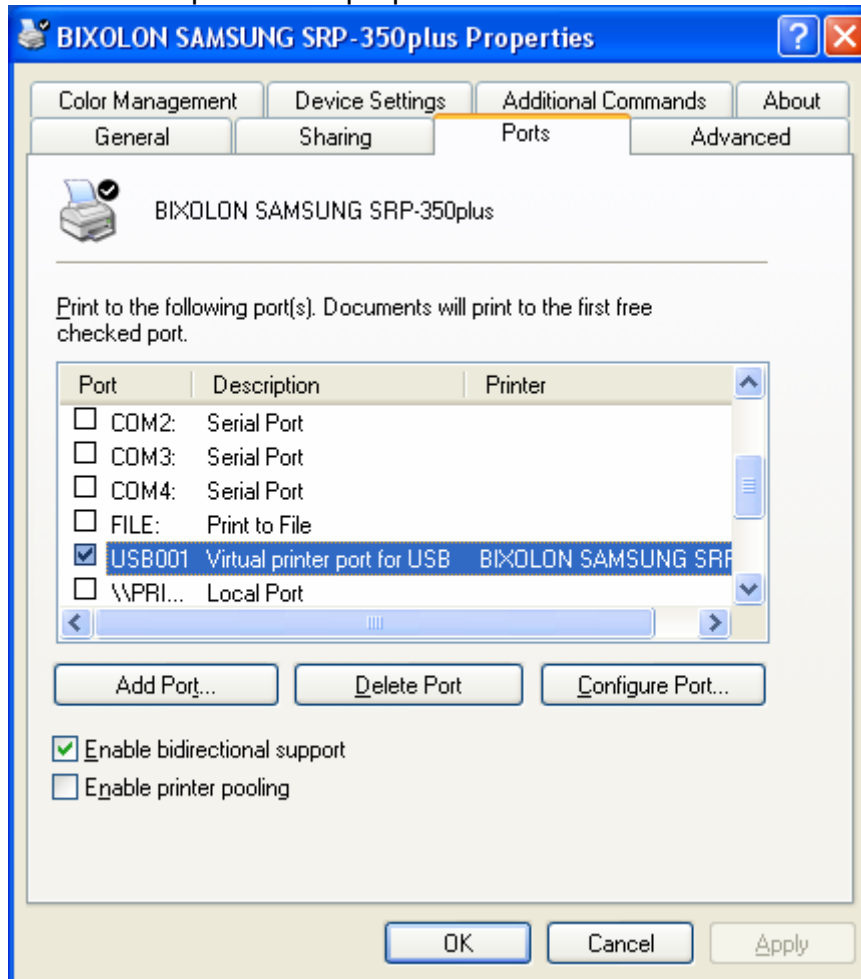 BIXOLON SAMSUNG SRP-350plus Properties
Color Management Device Settings Additional Commands About
General Sharing Ports Advanced
BIXOLON SAMSUNG SRP-350plus
Print to the following port(s). Documents will print to the first free
checked port.
Port Description Printer
COM2: Serial Port
COM3: Serial Port
COM4: Serial Port
FILE: Print to File
USB001 Virtual printer port for USB BIXOLON SAMSUNG SRP
\\PRI... Local Port
Add Port... Delete Port Configure Port...
Enable bidirectional support
Enable printer pooling
OK Cancel Apply